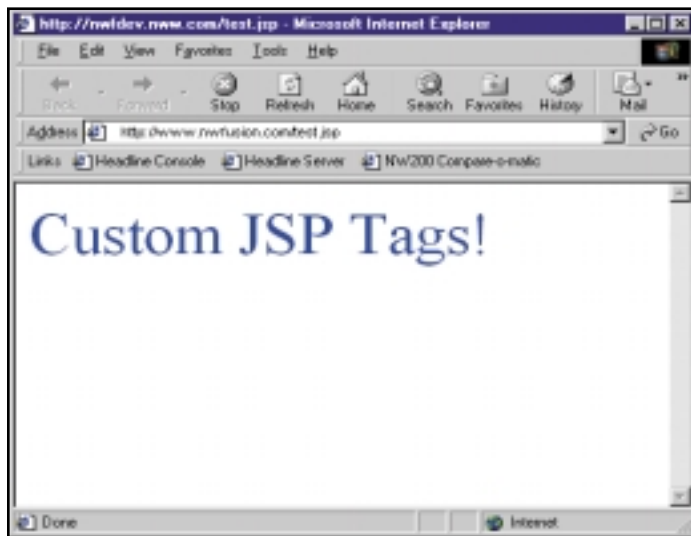 http://nwfdev.nww.com/test.jsp - Microsoft Internet Explorer
File Edit View Favorites Tools Help
Back Forward Stop Refresh Home Search Favorites History Mail »
Address http://www.nwfusion.com/test.jsp Go
Links Headline Console Headline Server NW200 Compare-o-matic
Custom JSP Tags!
Done Internet